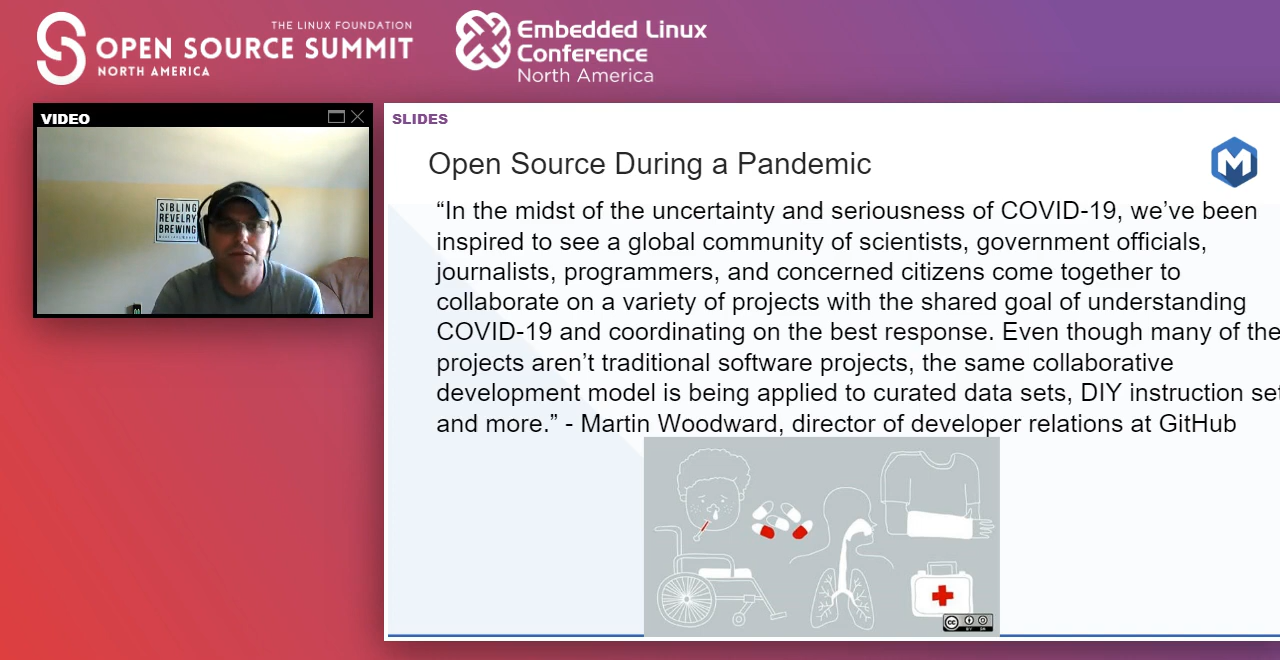 THE LINUX FOUNDATION
OPEN SOURCE SUMMIT
NORTH AMERICA
Embedded Linux
Conference
North America
VIDEO
SIBLING
REVELRY
BREWING
SLIDES
Open Source During a Pandemic
M
“In the midst of the uncertainty and seriousness of COVID-19, we’ve been
inspired to see a global community of scientists, government officials,
journalists, programmers, and concerned citizens come together to
collaborate on a variety of projects with the shared goal of understanding
COVID-19 and coordinating on the best response. Even though many of the
projects aren’t traditional software projects, the same collaborative
development model is being applied to curated data sets, DIY instruction set
and more.” - Martin Woodward, director of developer relations at GitHub
cc
BY SA